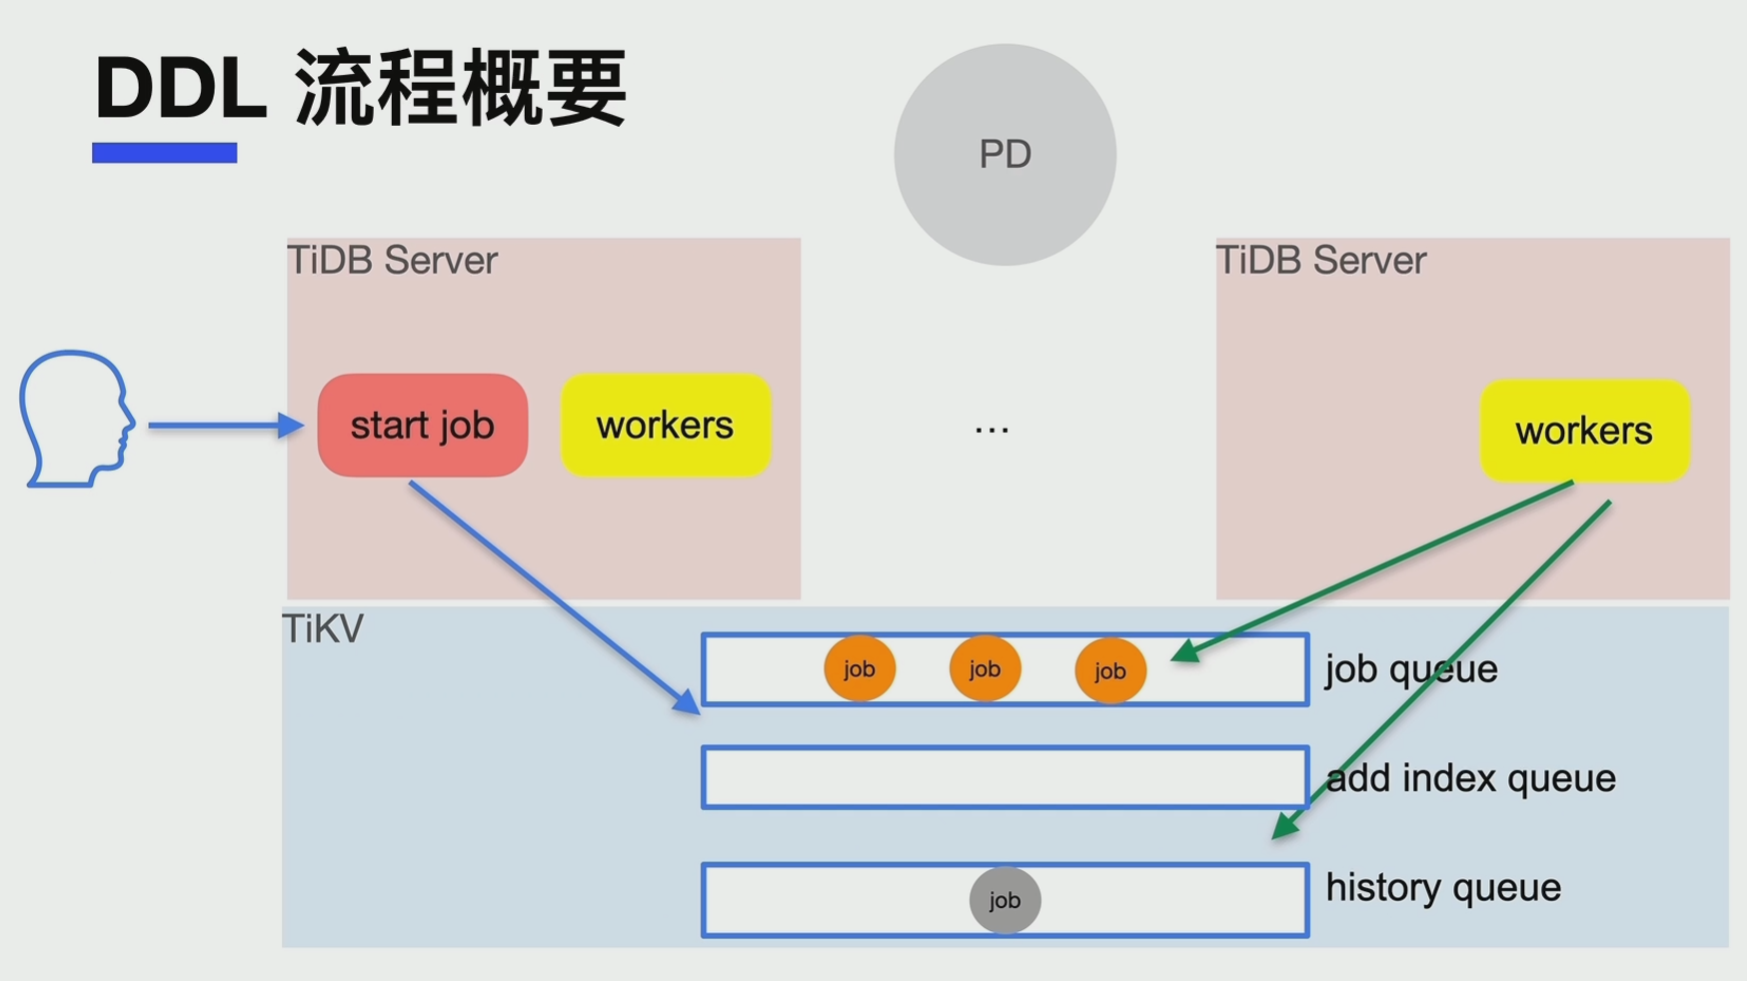 DDL 流程概要
PD
TiDB Server
TiDB Server
start job
workers
...
workers
TiKV
job
job
job
job queue
add index queue
job
history queue